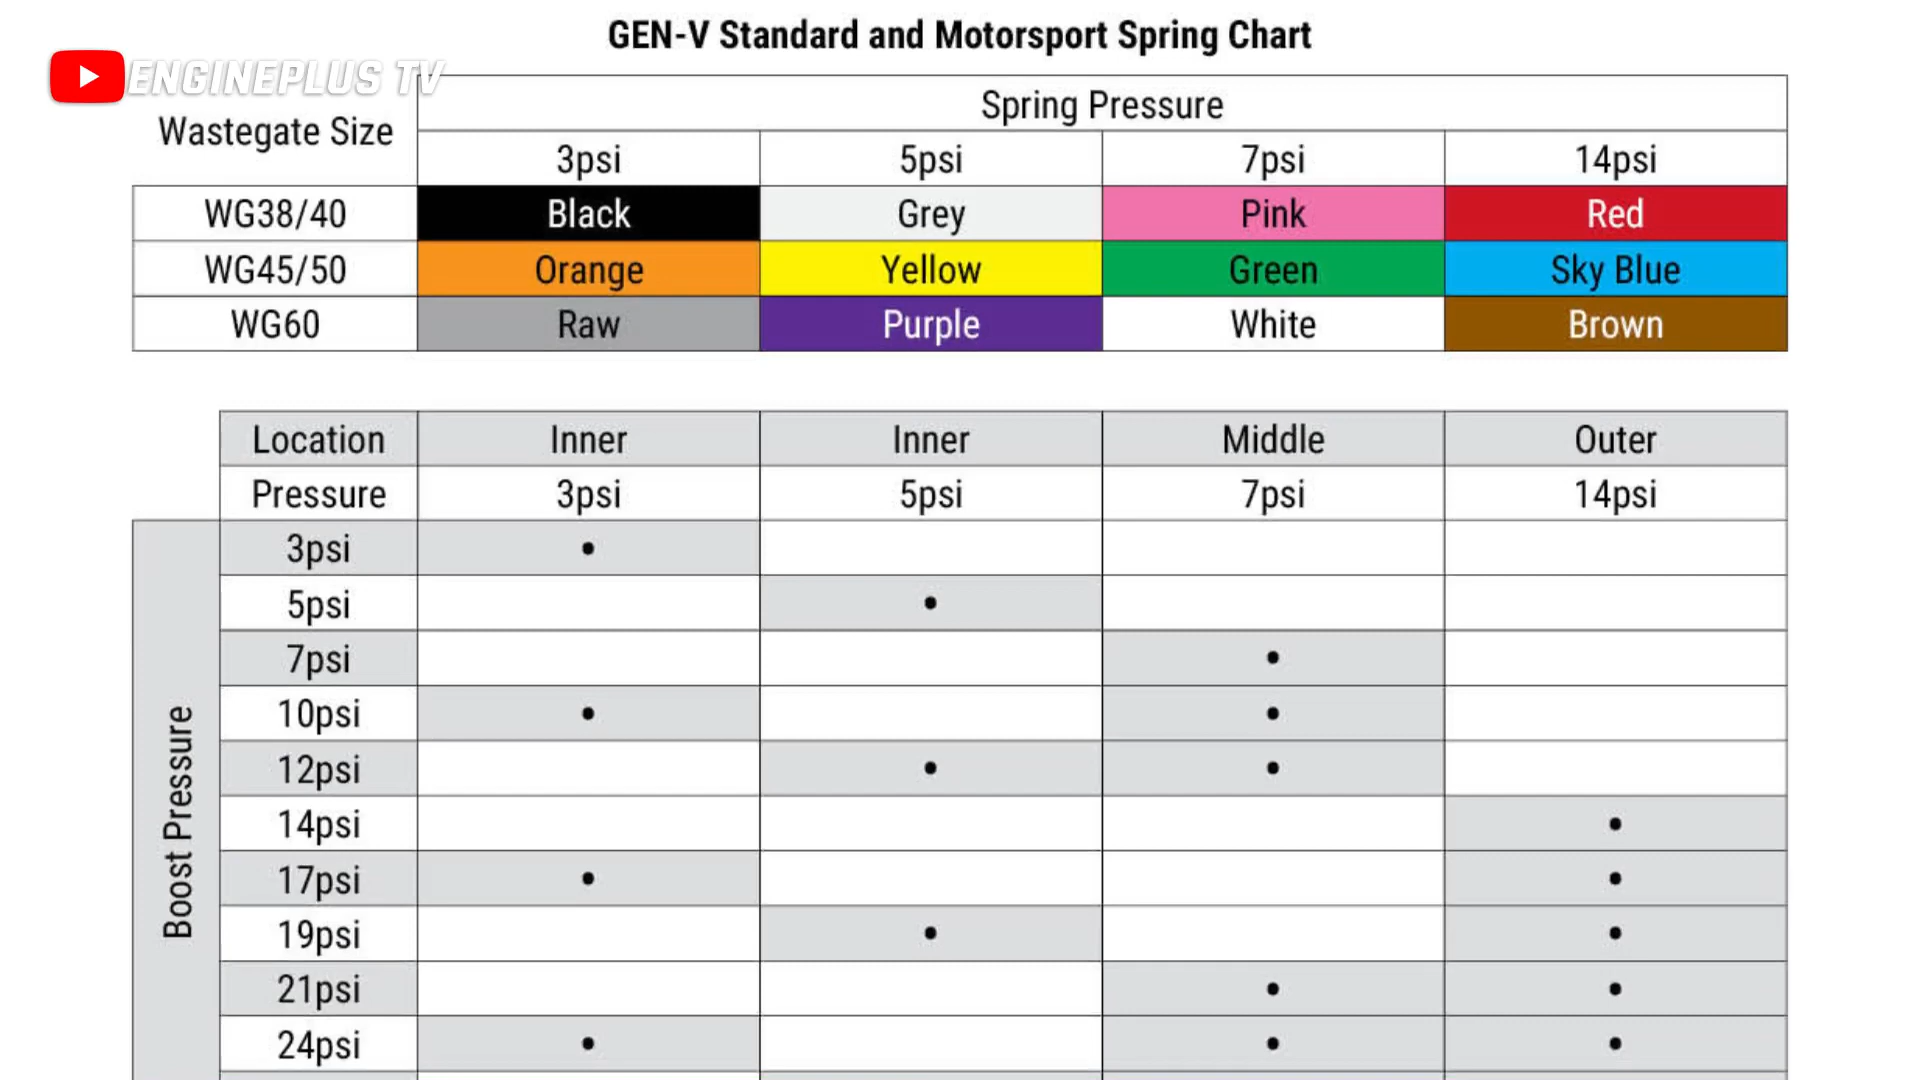 GEN-V Standard and Motorsport Spring Chart
ENGINEPLUS TV
Wastegate Size
Spring Pressure
3psi 5psi 7psi 14psi
WG38/40 Black Grey Pink Red
WG45/50 Orange Yellow Green Sky Blue
WG60 Raw Purple White Brown
Location Inner Inner Middle Outer
Pressure 3psi 5psi 7psi 14psi
Boost Pressure
3psi •
5psi •
7psi •
10psi • •
12psi • •
14psi •
17psi • •
19psi • •
21psi • •
24psi • • •